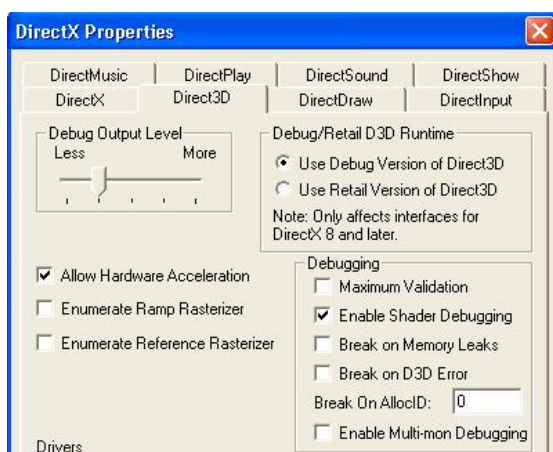 DirectX Properties
DirectMusic DirectPlay DirectSound DirectShow
DirectX Direct3D DirectDraw DirectInput
Debug Output Level
Less More
Debug/Retail D3D Runtime
Use Debug Version of Direct3D
Use Retail Version of Direct3D
Note: Only affects interfaces for
DirectX 8 and later.
Allow Hardware Acceleration
Enumerate Ramp Rasterizer
Enumerate Reference Rasterizer
Debugging
Maximum Validation
Enable Shader Debugging
Break on Memory Leaks
Break on D3D Error
Break On AllocID: 0
Enable Multi-mon Debugging
Drivers